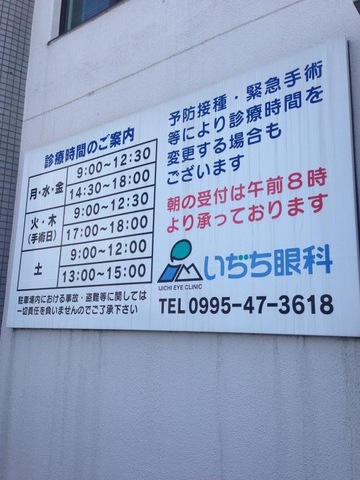 診療時間のご案内
月・水・金
9:00~12:30
14:30~18:00
火・木
(手術日)
9:00~12:30
17:00~18:00
土
9:00~12:00
13:00~15:00
駐車場内における事故・盗難等に関しては
一切責任を負いませんのでご了承下さい
予防接種・緊急手術
等により診療時間を
変更する場合も
ございます
朝の受付は午前8時
より承っております
いぢち眼科
IJICHI EYE CLINIC
TEL 0995-47-3618